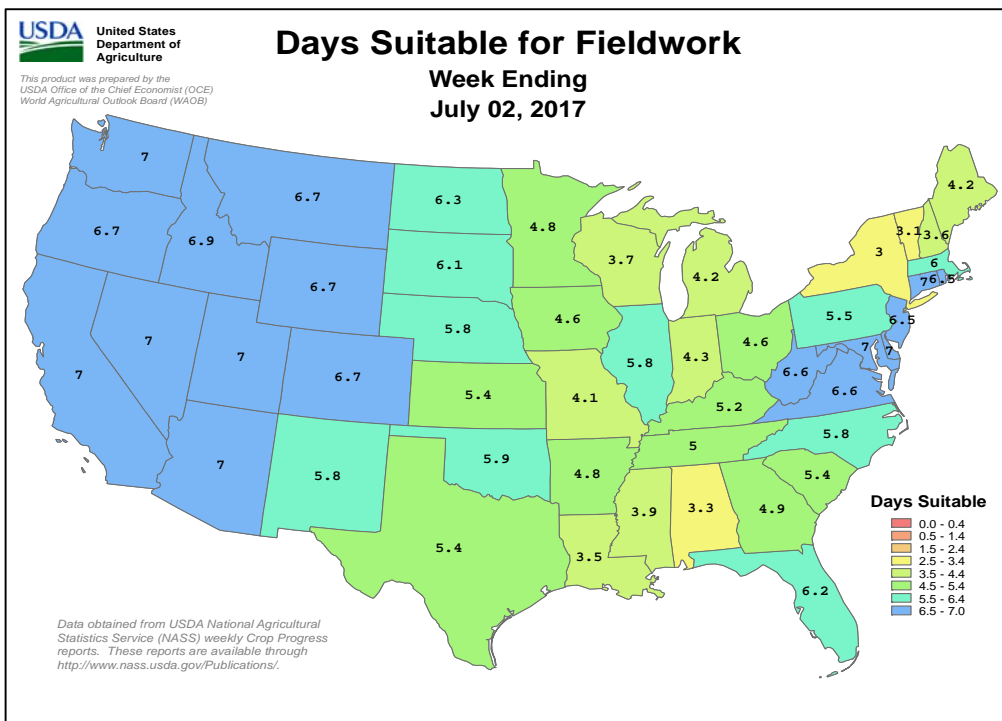 USDA
United States
Department of
Agriculture
This product was prepared by the
USDA Office of the Chief Economist (OCE)
World Agricultural Outlook Board (WAOB)
Days Suitable for Fieldwork
Week Ending
July 02, 2017
7
6.7
6.3
4.8
4.2
3.1
3.6
6.7
6.9
6.1
3.7
4.2
3
6
7
6.5
6.7
5.8
4.6
5.5
6.5
7
7
7
6.7
5.4
4.1
5.8
4.3
4.6
6.6
7
7
6.6
5.2
7
5.8
5.9
4.8
5
5.8
5.4
5.4
3.5
3.9
3.3
4.9
6.2
Days Suitable
0.0 - 0.4
0.5 - 1.4
1.5 - 2.4
2.5 - 3.4
3.5 - 4.4
4.5 - 5.4
5.5 - 6.4
6.5 - 7.0
Data obtained from USDA National Agricultural
Statistics Service (NASS) weekly Crop Progress
reports. These reports are available through
http://www.nass.usda.gov/Publications/.